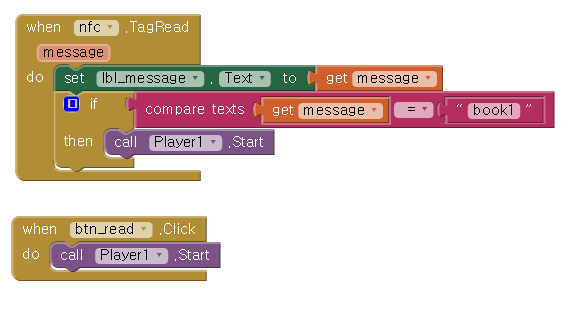 when nfc .TagRead
message
do set lbl_message . Text to get message
if compare texts get message = " book1 "
then call Player1 .Start
when btn_read .Click
do call Player1 .Start